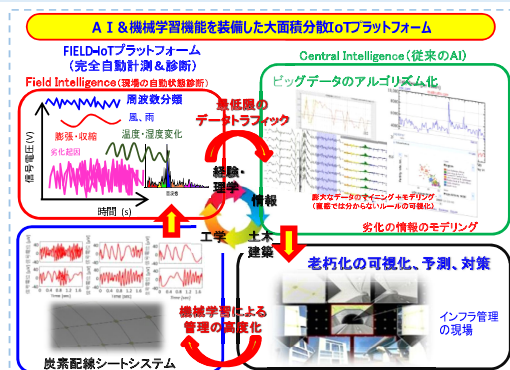 AI&機械学習機能を装備した大面積分散IoTプラットフォーム
FIELD-IoTプラットフォーム
(完全自動計測&診断)
Field Intelligence(現場の自動状態診断)
周波数分類
風、雨
膨張・収縮
温度・湿度変化
劣化起因
信号電圧(V)
時間 (s)
最低限の
データトラフィック
Central Intelligence(従来のAI)
ビッグデータのアルゴリズム化
膨大なデータのマイニング+モデリング
(直感では分からないルールの可視化)
劣化の情報のモデリング
経験・
理学
情報
工学
土木
建築
機械学習による
管理の高度化
炭素配線シートシステム
老朽化の可視化、予測、対策
インフラ管理
の現場